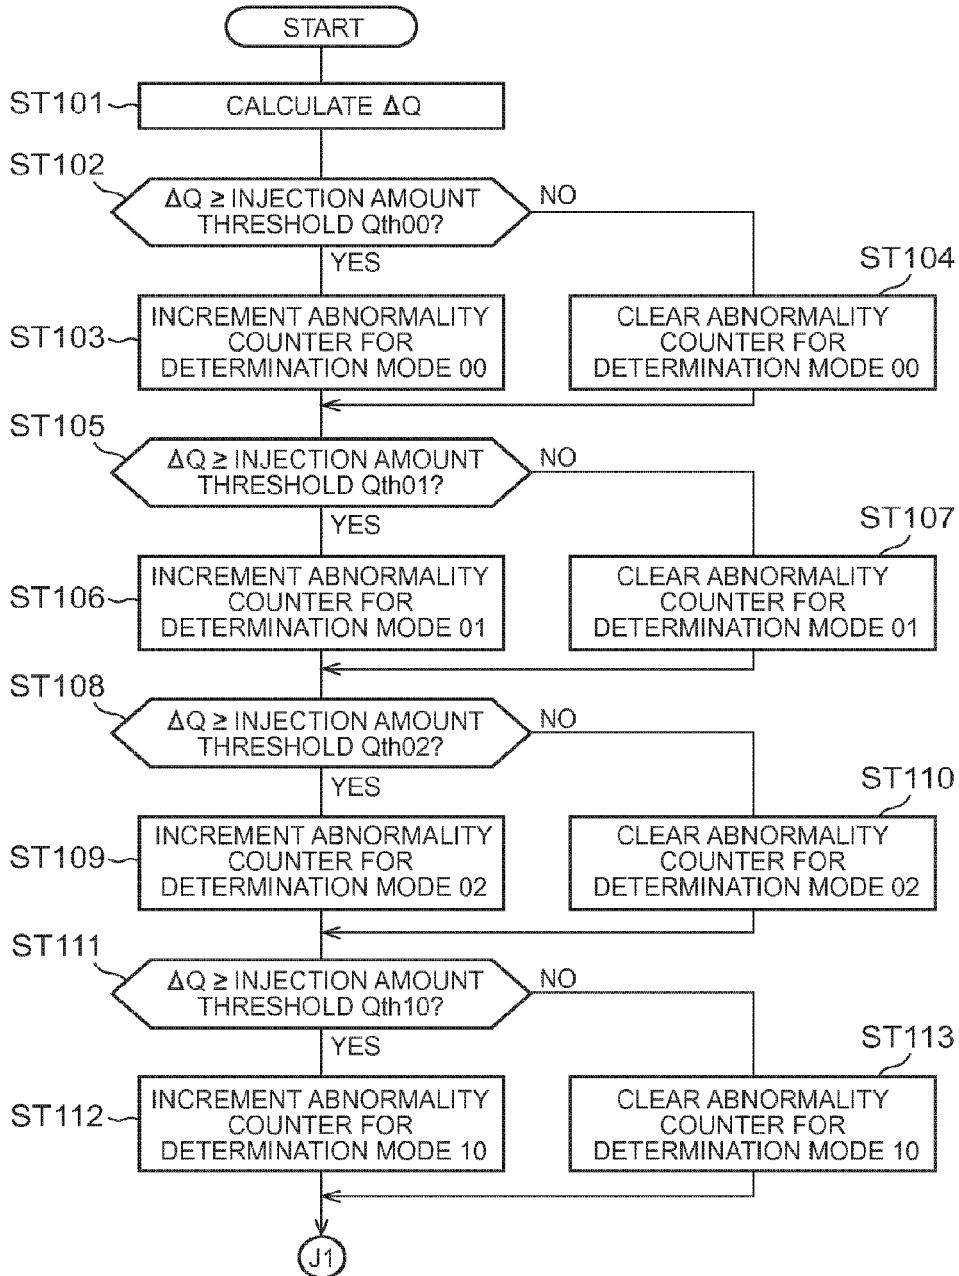 START
ST101
CALCULATE ΔQ
ST102
ΔQ ≥ INJECTION AMOUNT
THRESHOLD Qth00?
NO
YES
ST104
ST103
INCREMENT ABNORMALITY
COUNTER FOR
DETERMINATION MODE 00
CLEAR ABNORMALITY
COUNTER FOR
DETERMINATION MODE 00
ST105
ΔQ ≥ INJECTION AMOUNT
THRESHOLD Qth01?
NO
YES
ST107
ST106
INCREMENT ABNORMALITY
COUNTER FOR
DETERMINATION MODE 01
CLEAR ABNORMALITY
COUNTER FOR
DETERMINATION MODE 01
ST108
ΔQ ≥ INJECTION AMOUNT
THRESHOLD Qth02?
NO
YES
ST110
ST109
INCREMENT ABNORMALITY
COUNTER FOR
DETERMINATION MODE 02
CLEAR ABNORMALITY
COUNTER FOR
DETERMINATION MODE 02
ST111
ΔQ ≥ INJECTION AMOUNT
THRESHOLD Qth10?
NO
YES
ST113
ST112
INCREMENT ABNORMALITY
COUNTER FOR
DETERMINATION MODE 10
CLEAR ABNORMALITY
COUNTER FOR
DETERMINATION MODE 10
J1